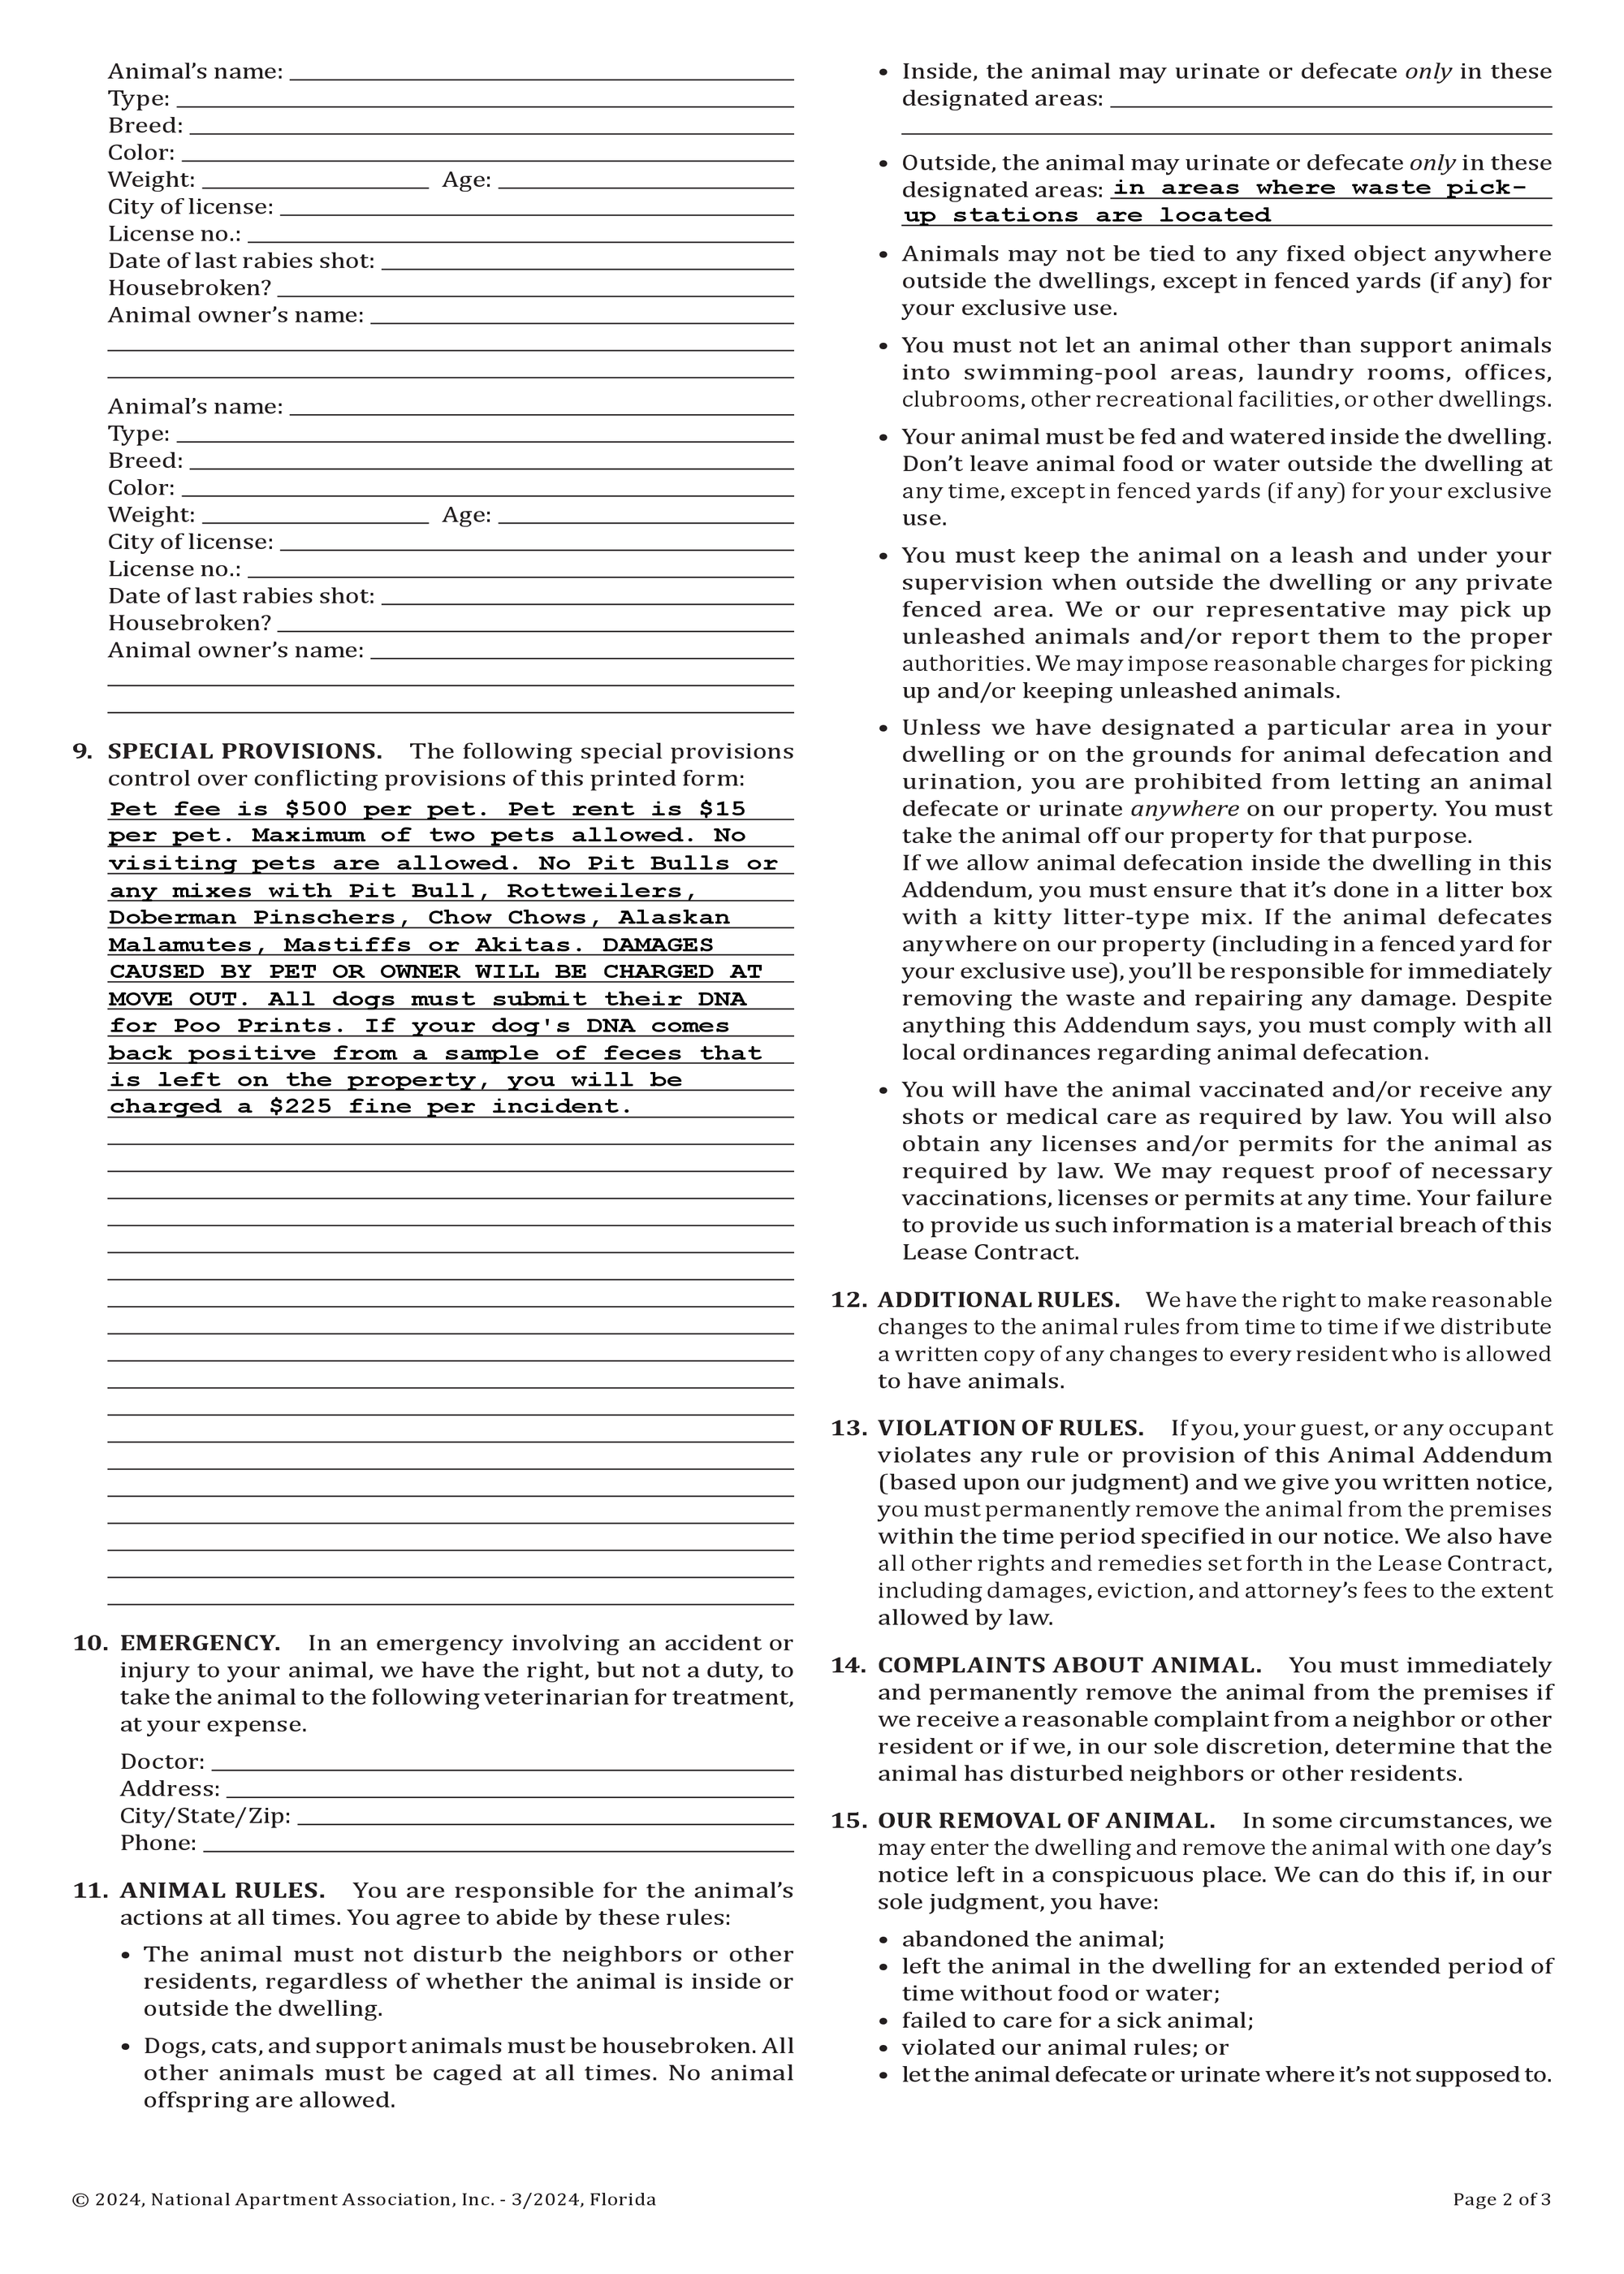 Animal's name:
Type:
Breed:
Color:
Weight: Age:
City of license:
License no.:
Date of last rabies shot:
Housebroken?
Animal owner's name:
Animal's name:
Type:
Breed:
Color:
Weight: Age:
City of license:
License no.:
Date of last rabies shot:
Housebroken?
Animal owner's name:
9. SPECIAL PROVISIONS. The following special provisions
control over conflicting provisions of this printed form:
Pet fee is $500 per pet. Pet rent is $15
per pet. Maximum of two pets allowed. No
visiting pets are allowed. No Pit Bulls or
any mixes with Pit Bull, Rottweilers,
Doberman Pinschers, Chow Chows, Alaskan
Malamutes, Mastiffs or Akitas. DAMAGES
CAUSED BY PET OR OWNER WILL BE CHARGED AT
MOVE OUT. All dogs must submit their DNA
for Poo Prints. If your dog's DNA comes
back positive from a sample of feces that
is left on the property, you will be
charged a $225 fine per incident.
10. EMERGENCY. In an emergency involving an accident or
injury to your animal, we have the right, but not a duty, to
take the animal to the following veterinarian for treatment,
at your expense.
Doctor:
Address:
City/State/Zip:
Phone:
11. ANIMAL RULES. You are responsible for the animal's
actions at all times. You agree to abide by these rules:
• The animal must not disturb the neighbors or other
residents, regardless of whether the animal is inside or
outside the dwelling.
• Dogs, cats, and support animals must be housebroken. All
other animals must be caged at all times. No animal
offspring are allowed.
• Inside, the animal may urinate or defecate only in these
designated areas:
• Outside, the animal may urinate or defecate only in these
designated areas: in areas where waste pick-
up stations are located
• Animals may not be tied to any fixed object anywhere
outside the dwellings, except in fenced yards (if any) for
your exclusive use.
• You must not let an animal other than support animals
into swimming-pool areas, laundry rooms, offices,
clubrooms, other recreational facilities, or other dwellings.
• Your animal must be fed and watered inside the dwelling.
Don't leave animal food or water outside the dwelling at
any time, except in fenced yards (if any) for your exclusive
use.
• You must keep the animal on a leash and under your
supervision when outside the dwelling or any private
fenced area. We or our representative may pick up
unleashed animals and/or report them to the proper
authorities. We may impose reasonable charges for picking
up and/or keeping unleashed animals.
• Unless we have designated a particular area in your
dwelling or on the grounds for animal defecation and
urination, you are prohibited from letting an animal
defecate or urinate anywhere on our property. You must
take the animal off our property for that purpose.
If we allow animal defecation inside the dwelling in this
Addendum, you must ensure that it's done in a litter box
with a kitty litter-type mix. If the animal defecates
anywhere on our property (including in a fenced yard for
your exclusive use), you'll be responsible for immediately
removing the waste and repairing any damage. Despite
anything this Addendum says, you must comply with all
local ordinances regarding animal defecation.
• You will have the animal vaccinated and/or receive any
shots or medical care as required by law. You will also
obtain any licenses and/or permits for the animal as
required by law. We may request proof of necessary
vaccinations, licenses or permits at any time. Your failure
to provide us such information is a material breach of this
Lease Contract.
12. ADDITIONAL RULES. We have the right to make reasonable
changes to the animal rules from time to time if we distribute
a written copy of any changes to every resident who is allowed
to have animals.
13. VIOLATION OF RULES. If you, your guest, or any occupant
violates any rule or provision of this Animal Addendum
(based upon our judgment) and we give you written notice,
you must permanently remove the animal from the premises
within the time period specified in our notice. We also have
all other rights and remedies set forth in the Lease Contract,
including damages, eviction, and attorney's fees to the extent
allowed by law.
14. COMPLAINTS ABOUT ANIMAL. You must immediately
and permanently remove the animal from the premises if
we receive a reasonable complaint from a neighbor or other
resident or if we, in our sole discretion, determine that the
animal has disturbed neighbors or other residents.
15. OUR REMOVAL OF ANIMAL. In some circumstances, we
may enter the dwelling and remove the animal with one day's
notice left in a conspicuous place. We can do this if, in our
sole judgment, you have:
• abandoned the animal;
• left the animal in the dwelling for an extended period of
time without food or water;
• failed to care for a sick animal;
• violated our animal rules; or
• let the animal defecate or urinate where it's not supposed to.
© 2024, National Apartment Association, Inc. - 3/2024, Florida
Page 2 of 3